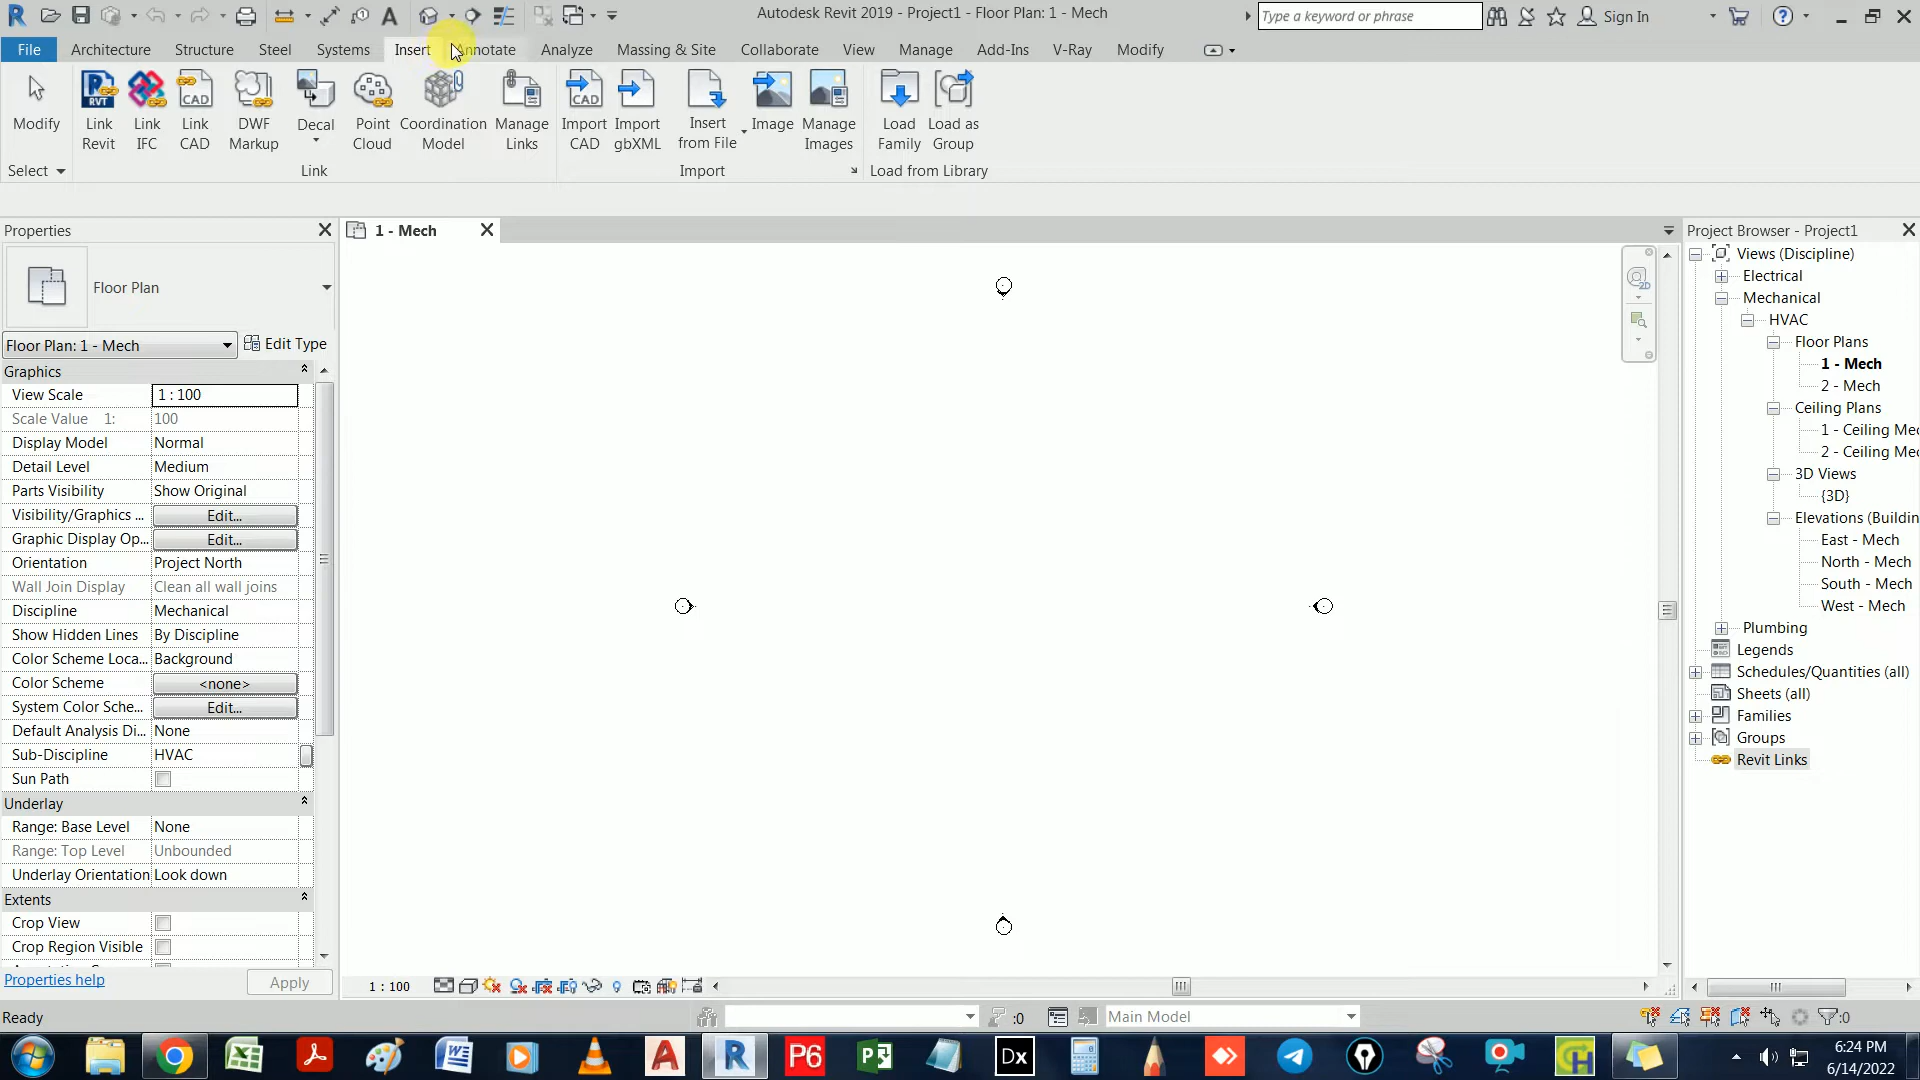 Autodesk Revit 2019 - Project1 - Floor Plan: 1 - Mech
Type a keyword or phrase
Sign In
File Architecture Structure Steel Systems Insert Annotate Analyze Massing & Site Collaborate View Manage Add-Ins V-Ray Modify
Modify
Link Revit
Link IFC
Link CAD
DWF Markup
Decal
Point Cloud
Coordination Model
Manage Links
Import CAD
Import gbXML
Insert from File
Image
Manage Images
Load Family
Load as Group
Select Link Import Load from Library
Properties
Floor Plan
Floor Plan: 1 - Mech
Edit Type
Graphics
View Scale 1 : 100
Scale Value 1: 100
Display Model Normal
Detail Level Medium
Parts Visibility Show Original
Visibility/Graphics ... Edit...
Graphic Display Op... Edit...
Orientation Project North
Wall Join Display Clean all wall joins
Discipline Mechanical
Show Hidden Lines By Discipline
Color Scheme Loca... Background
Color Scheme <none>
System Color Sche... Edit...
Default Analysis Di... None
Sub-Discipline HVAC
Sun Path
Underlay
Range: Base Level None
Range: Top Level Unbounded
Underlay Orientation Look down
Extents
Crop View
Crop Region Visible
Properties help
Apply
1 - Mech
2D
1 : 100
Project Browser - Project1
Views (Discipline)
Electrical
Mechanical
HVAC
Floor Plans
1 - Mech
2 - Mech
Ceiling Plans
1 - Ceiling Mec
2 - Ceiling Mec
3D Views
{3D}
Elevations (Buildin
East - Mech
North - Mech
South - Mech
West - Mech
Plumbing
Legends
Schedules/Quantities (all)
Sheets (all)
Families
Groups
Revit Links
Ready
:0
Main Model
:0
P6
Dx
6:24 PM
6/14/2022